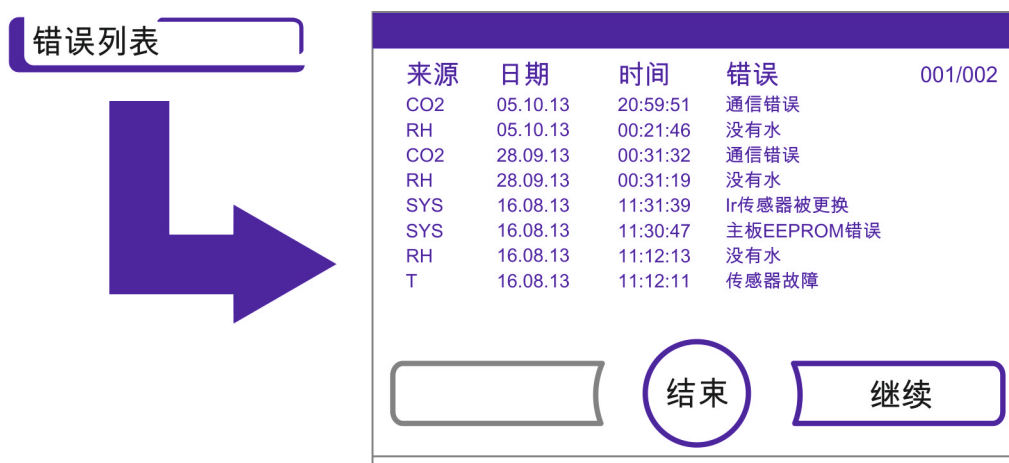 错误列表
来源 日期 时间 错误 001/002
CO2 05.10.13 20:59:51 通信错误
RH 05.10.13 00:21:46 没有水
CO2 28.09.13 00:31:32 通信错误
RH 28.09.13 00:31:19 没有水
SYS 16.08.13 11:31:39 Ir传感器被更换
SYS 16.08.13 11:30:47 主板EEPROM错误
RH 16.08.13 11:12:13 没有水
T 16.08.13 11:12:11 传感器故障
结束 继续